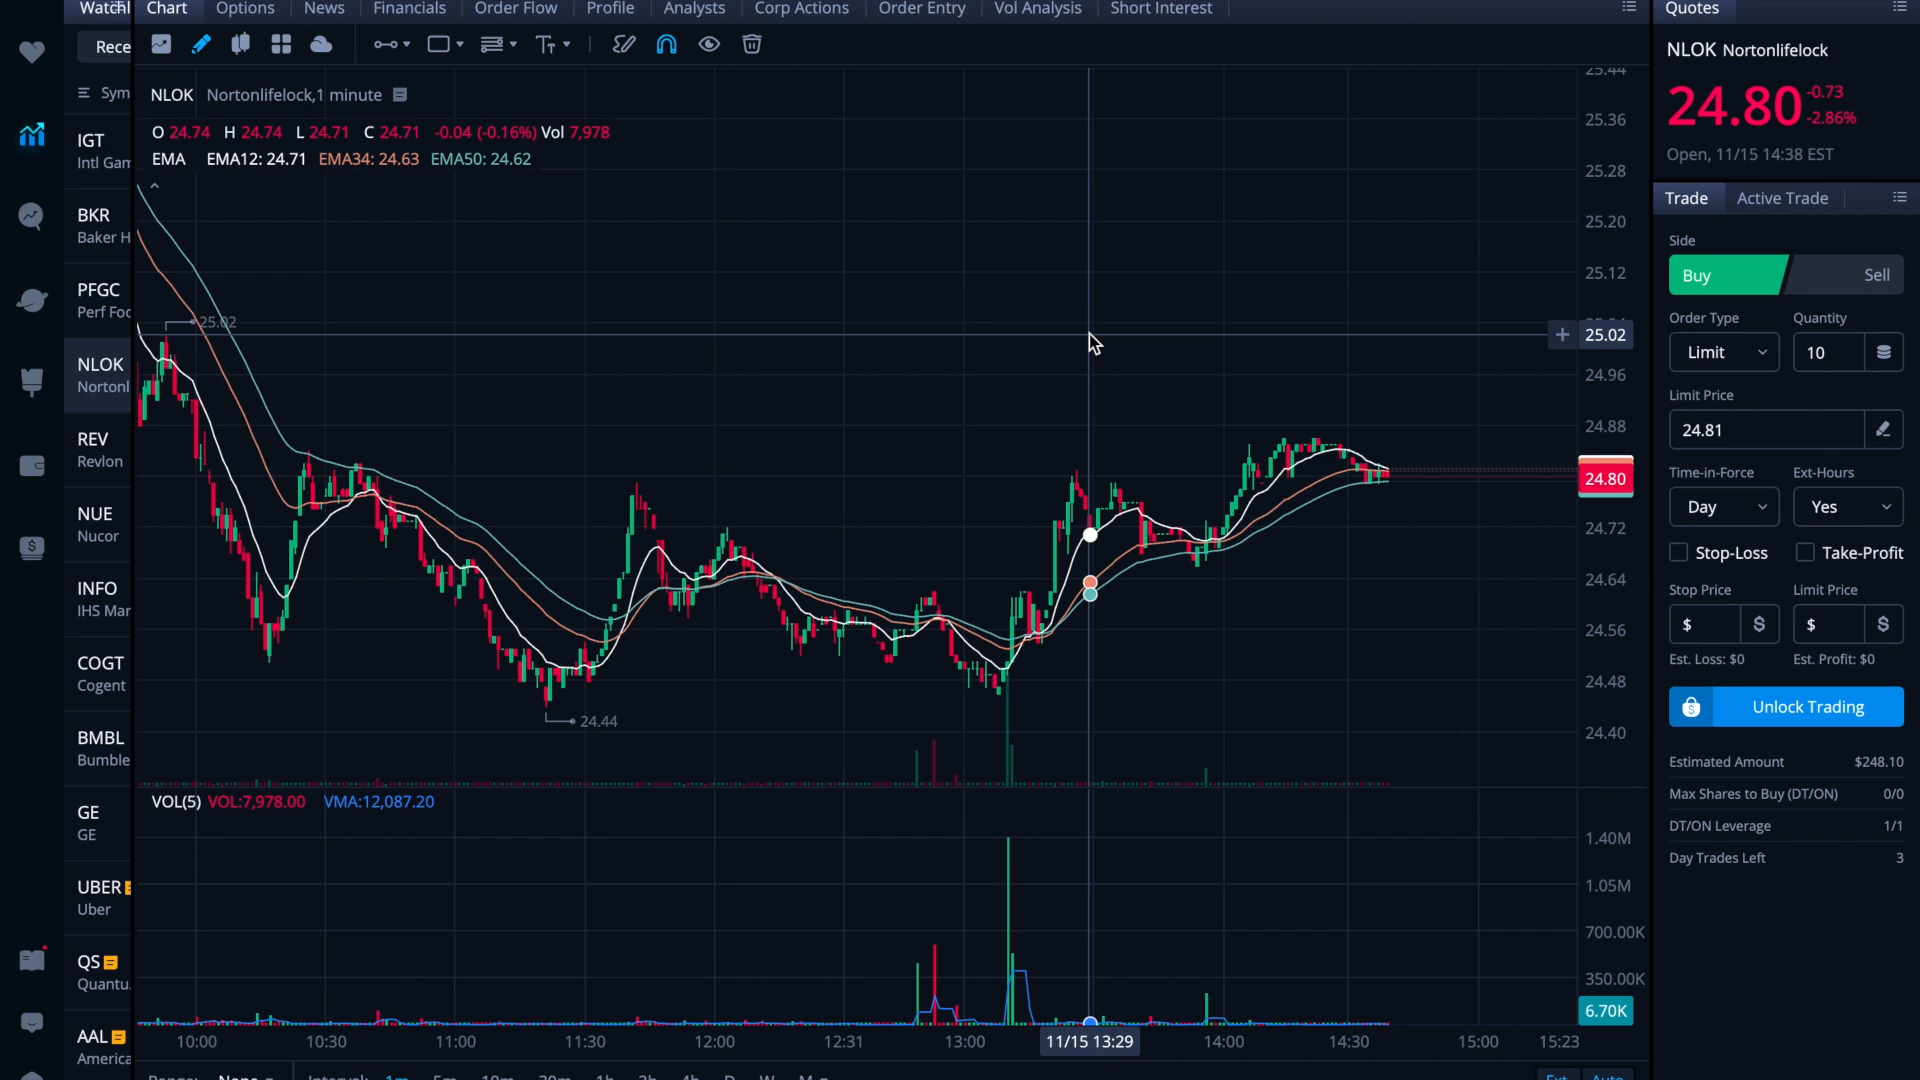 Watchl
Chart Options News Financials Order Flow Profile Analysts Corp Actions Order Entry Vol Analysis Short Interest
Quotes
Rece
Sym
IGT
Intl Gam
BKR
Baker H
PFGC
Perf Foo
NLOK
Nortonl
REV
Revlon
NUE
Nucor
INFO
IHS Mar
COGT
Cogent
BMBL
Bumble
GE
GE
UBER
Uber
QS
Quantu.
AAL
America
NLOK Nortonlifelock,1 minute
O 24.74 H 24.74 L 24.71 C 24.71 -0.04 (-0.16%) Vol 7,978
EMA EMA12: 24.71 EMA34: 24.63 EMA50: 24.62
25.02
24.44
25.44
25.36
25.28
25.20
25.12
25.02
24.96
24.88
24.80
24.72
24.64
24.56
24.48
24.40
VOL(5) VOL:7,978.00 VMA:12,087.20
1.40M
1.05M
700.00K
350.00K
6.70K
10:00 10:30 11:00 11:30 12:00 12:31 13:00 11/15 13:29 14:00 14:30 15:00 15:23
NLOK Nortonlifelock
24.80 -0.73
-2.86%
Open, 11/15 14:38 EST
Trade Active Trade
Side
Buy Sell
Order Type Quantity
Limit 10
Limit Price
24.81
Time-in-Force Ext-Hours
Day Yes
Stop-Loss Take-Profit
Stop Price Limit Price
$ $ $ $
Est. Loss: $0 Est. Profit: $0
Unlock Trading
Estimated Amount $248.10
Max Shares to Buy (DT/ON) 0/0
DT/ON Leverage 1/1
Day Trades Left 3